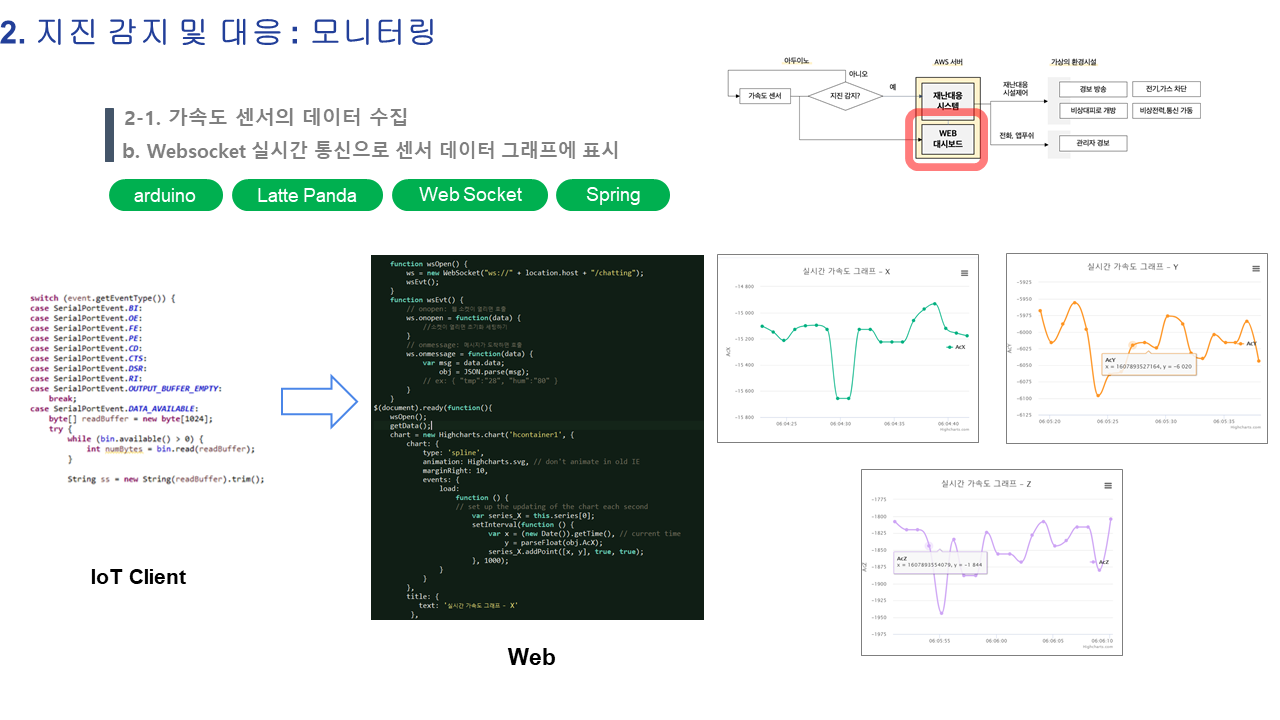 2. 지진 감지 및 대응 : 모니터링
2-1. 가속도 센서의 데이터 수집
b. Websocket 실시간 통신으로 센서 데이터 그래프에 표시
arduino
Latte Panda
Web Socket
Spring
아두이노
AWS 서버
가상의 환경시설
아니오
가속도 센서
지진 감지?
예
재난대응
시스템
WEB
대시보드
재난대응
시설제어
전화, 앱푸쉬
경보 방송
전기,가스 차단
비상대피로 개방
비상전력,통신 가동
관리자 경보
switch (event.getEventType()) {
case SerialPortEvent.BI:
case SerialPortEvent.OE:
case SerialPortEvent.FE:
case SerialPortEvent.PE:
case SerialPortEvent.CD:
case SerialPortEvent.CTS:
case SerialPortEvent.DSR:
case SerialPortEvent.RI:
case SerialPortEvent.OUTPUT_BUFFER_EMPTY:
break;
case SerialPortEvent.DATA_AVAILABLE:
byte[] readBuffer = new byte[1024];
try {
while (bin.available() > 0) {
int numBytes = bin.read(readBuffer);
}
String ss = new String(readBuffer).trim();
IoT Client
function wsOpen() {
ws = new WebSocket("ws://" + location.host + "/chatting");
wsEvt();
}
function wsEvt() {
// onopen: 웹 소켓이 열리면 호출
ws.onopen = function(data) {
//소켓이 열리면 초기화 세팅하기
}
// onmessage: 메시지가 도착하면 호출
ws.onmessage = function(data) {
var msg = data.data;
obj = JSON.parse(msg);
// ex: { "tmp":"28", "hum":"80" }
}
}
$(document).ready(function(){
wsOpen();
getData();
chart = new Highcharts.chart('hcontainer1', {
chart: {
type: 'spline',
animation: Highcharts.svg, // don't animate in old IE
marginRight: 10,
events: {
load:
function () {
// set up the updating of the chart each second
var series_X = this.series[0];
setInterval(function () {
var x = (new Date()).getTime(), // current time
y = parseFloat(obj.AcX);
series_X.addPoint([x, y], true, true);
}, 1000);
}
}
},
title: {
text: '실시간 가속도 그래프 - X'
},
Web
실시간 가속도 그래프 – X
AcX
-14.800
-15.000
-15.200
-15.400
-15.600
-15.800
06:04:25
06:04:30
06:04:35
06:04:40
AcX
Highcharts.com
실시간 가속도 그래프 – Y
AcY
-5925
-5950
-5975
-6000
-6025
-6050
-6075
-6100
-6125
06:05:20
06:05:25
06:05:30
06:05:35
AcY
AcY
x = 1607893527164, y = -6 020
Highcharts.com
실시간 가속도 그래프 – Z
AcZ
-1775
-1800
-1825
-1850
-1875
-1900
-1925
-1950
-1975
06:05:55
06:06:00
06:06:05
06:06:10
AcZ
AcZ
x = 1607893554079, y = -1 844
Highcharts.com